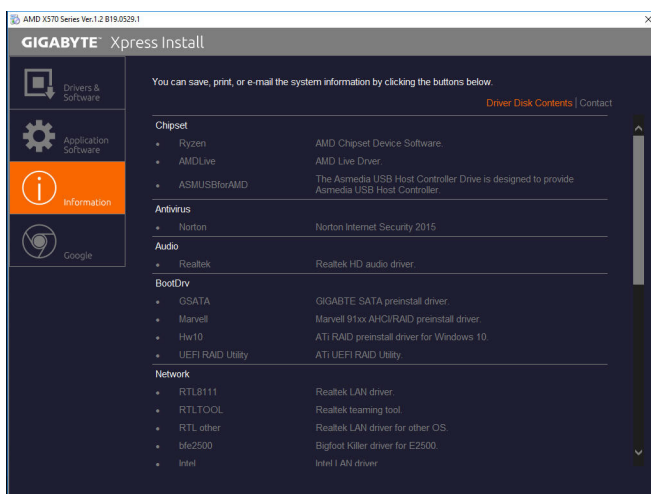 AMD X570 Series Ver.1.2 B19.0529.1
GIGABYTE™ Xpress Install
Drivers &
Software
Application
Software
Information
Google
You can save, print, or e-mail the system information by clicking the buttons below.
Driver Disk Contents | Contact
Chipset
• Ryzen AMD Chipset Device Software.
• AMDLive AMD Live Drver.
• ASMUSBforAMD The Asmedia USB Host Controller Drive is designed to provide
Asmedia USB Host Controller.
Antivirus
• Norton Norton Internet Security 2015
Audio
• Realtek Realtek HD audio driver.
BootDrv
• GSATA GIGABTE SATA preinstall driver.
• Marvell Marvell 91xx AHCI/RAID preinstall driver.
• Hw10 ATi RAID preinstall driver for Windows 10.
• UEFI RAID Utility ATi UEFI RAID Utility.
Network
• RTL8111 Realtek LAN driver.
• RTLTOOL Realtek teaming tool.
• RTL other Realtek LAN driver for other OS.
• bfe2500 Bigfoot Killer driver for E2500.
• Intel Intel LAN driver